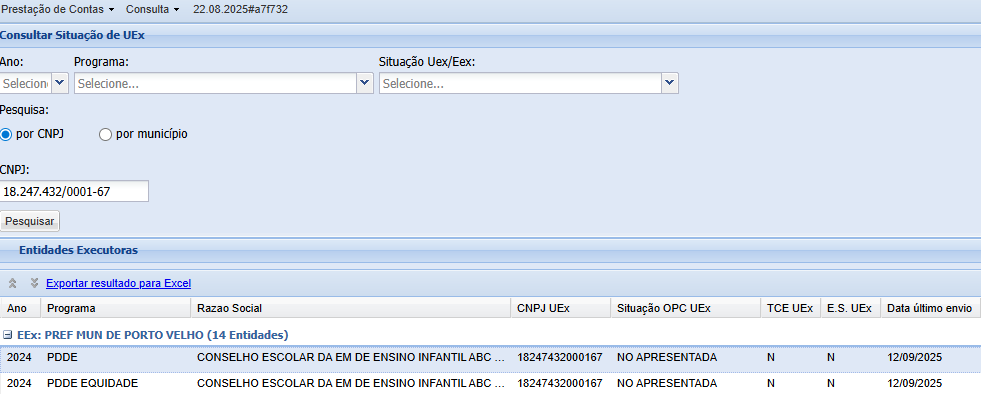 Prestação de Contas Consulta 22.08.2025#a7f732
Consultar Situação de UEx
Ano: Programa: Situação Uex/Eex:
Selecion Selecione... Selecione...
Pesquisa:
por CNPJ por município
CNPJ:
18.247.432/0001-67
Pesquisar
Entidades Executoras
Exportar resultado para Excel
Ano Programa Razao Social CNPJ UEx Situação OPC UEx TCE UEx E.S. UEx Data último envio
EEx: PREF MUN DE PORTO VELHO (14 Entidades)
2024 PDDE CONSELHO ESCOLAR DA EM DE ENSINO INFANTIL ABC ... 18247432000167 NO APRESENTADA N N 12/09/2025
2024 PDDE EQUIDADE CONSELHO ESCOLAR DA EM DE ENSINO INFANTIL ABC ... 18247432000167 NO APRESENTADA N N 12/09/2025